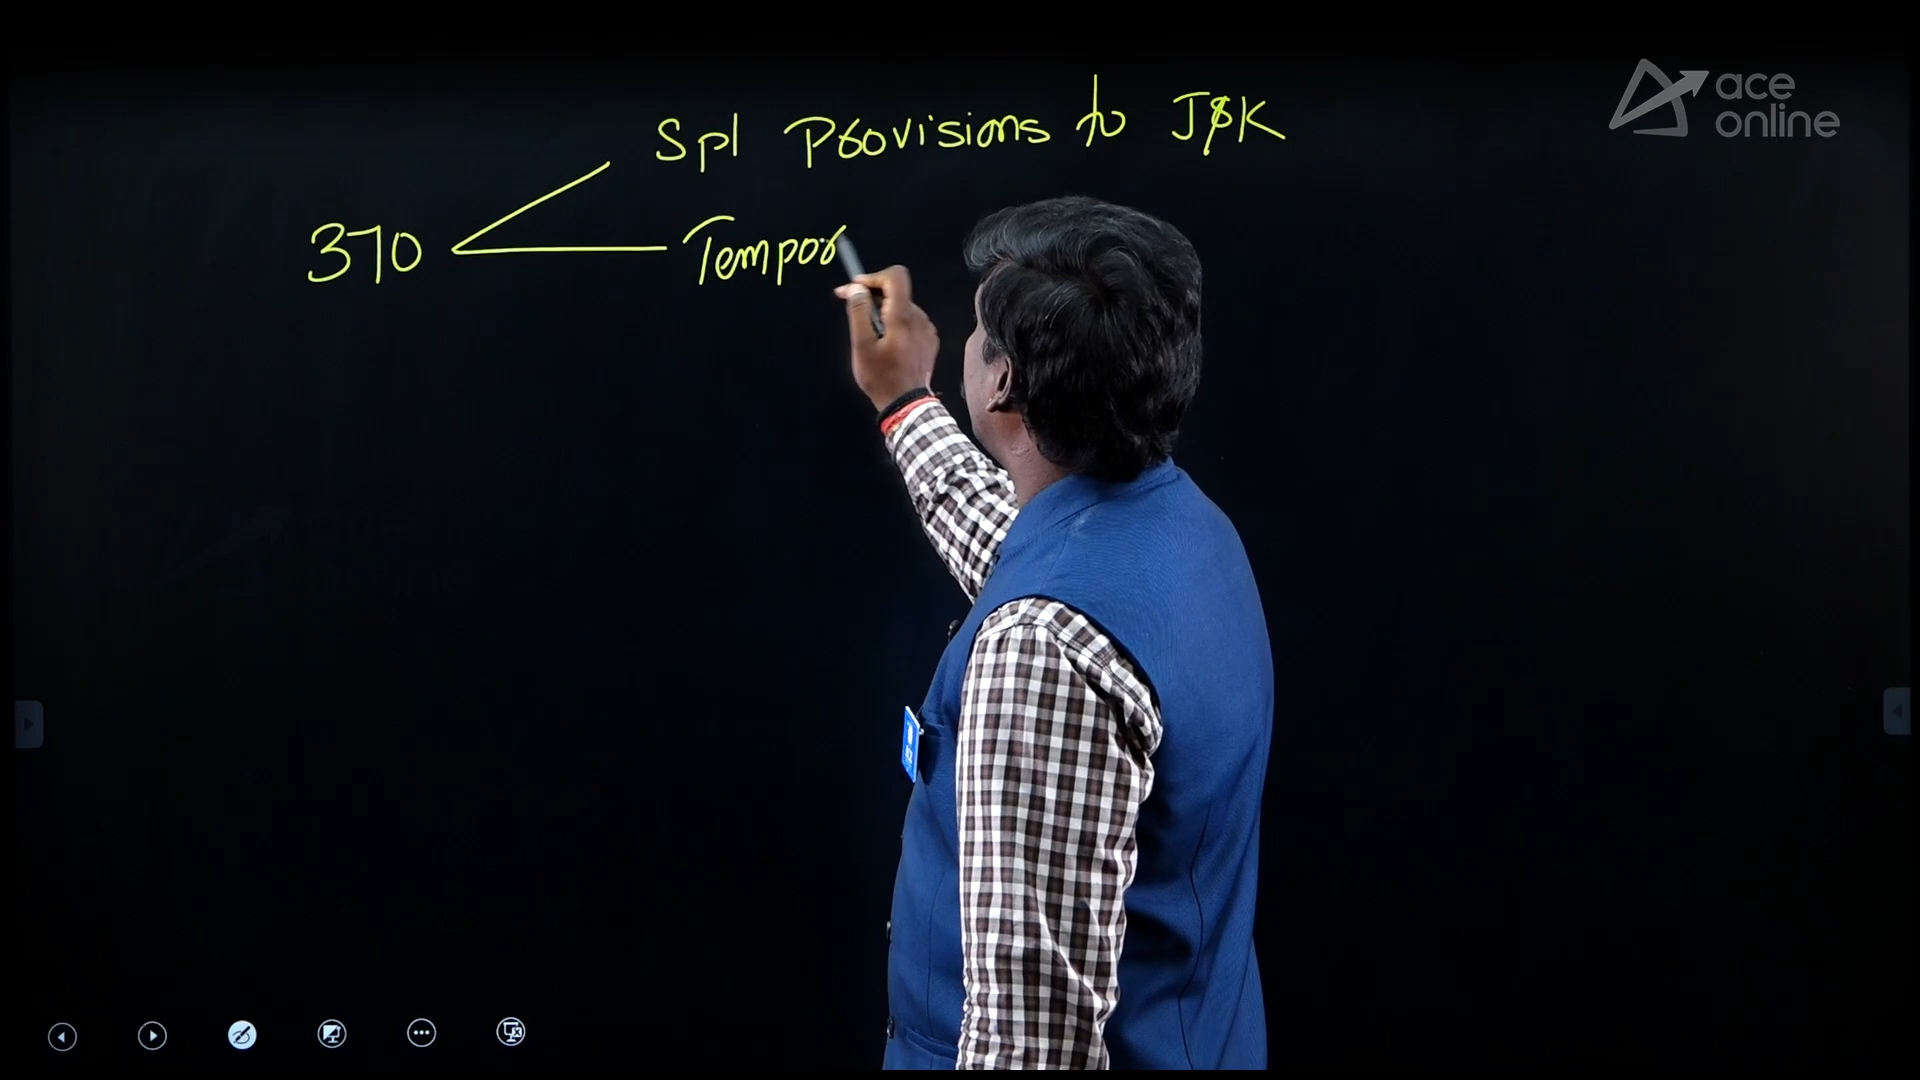 ace
online
Spl Provisions to J&K
370
Tempor